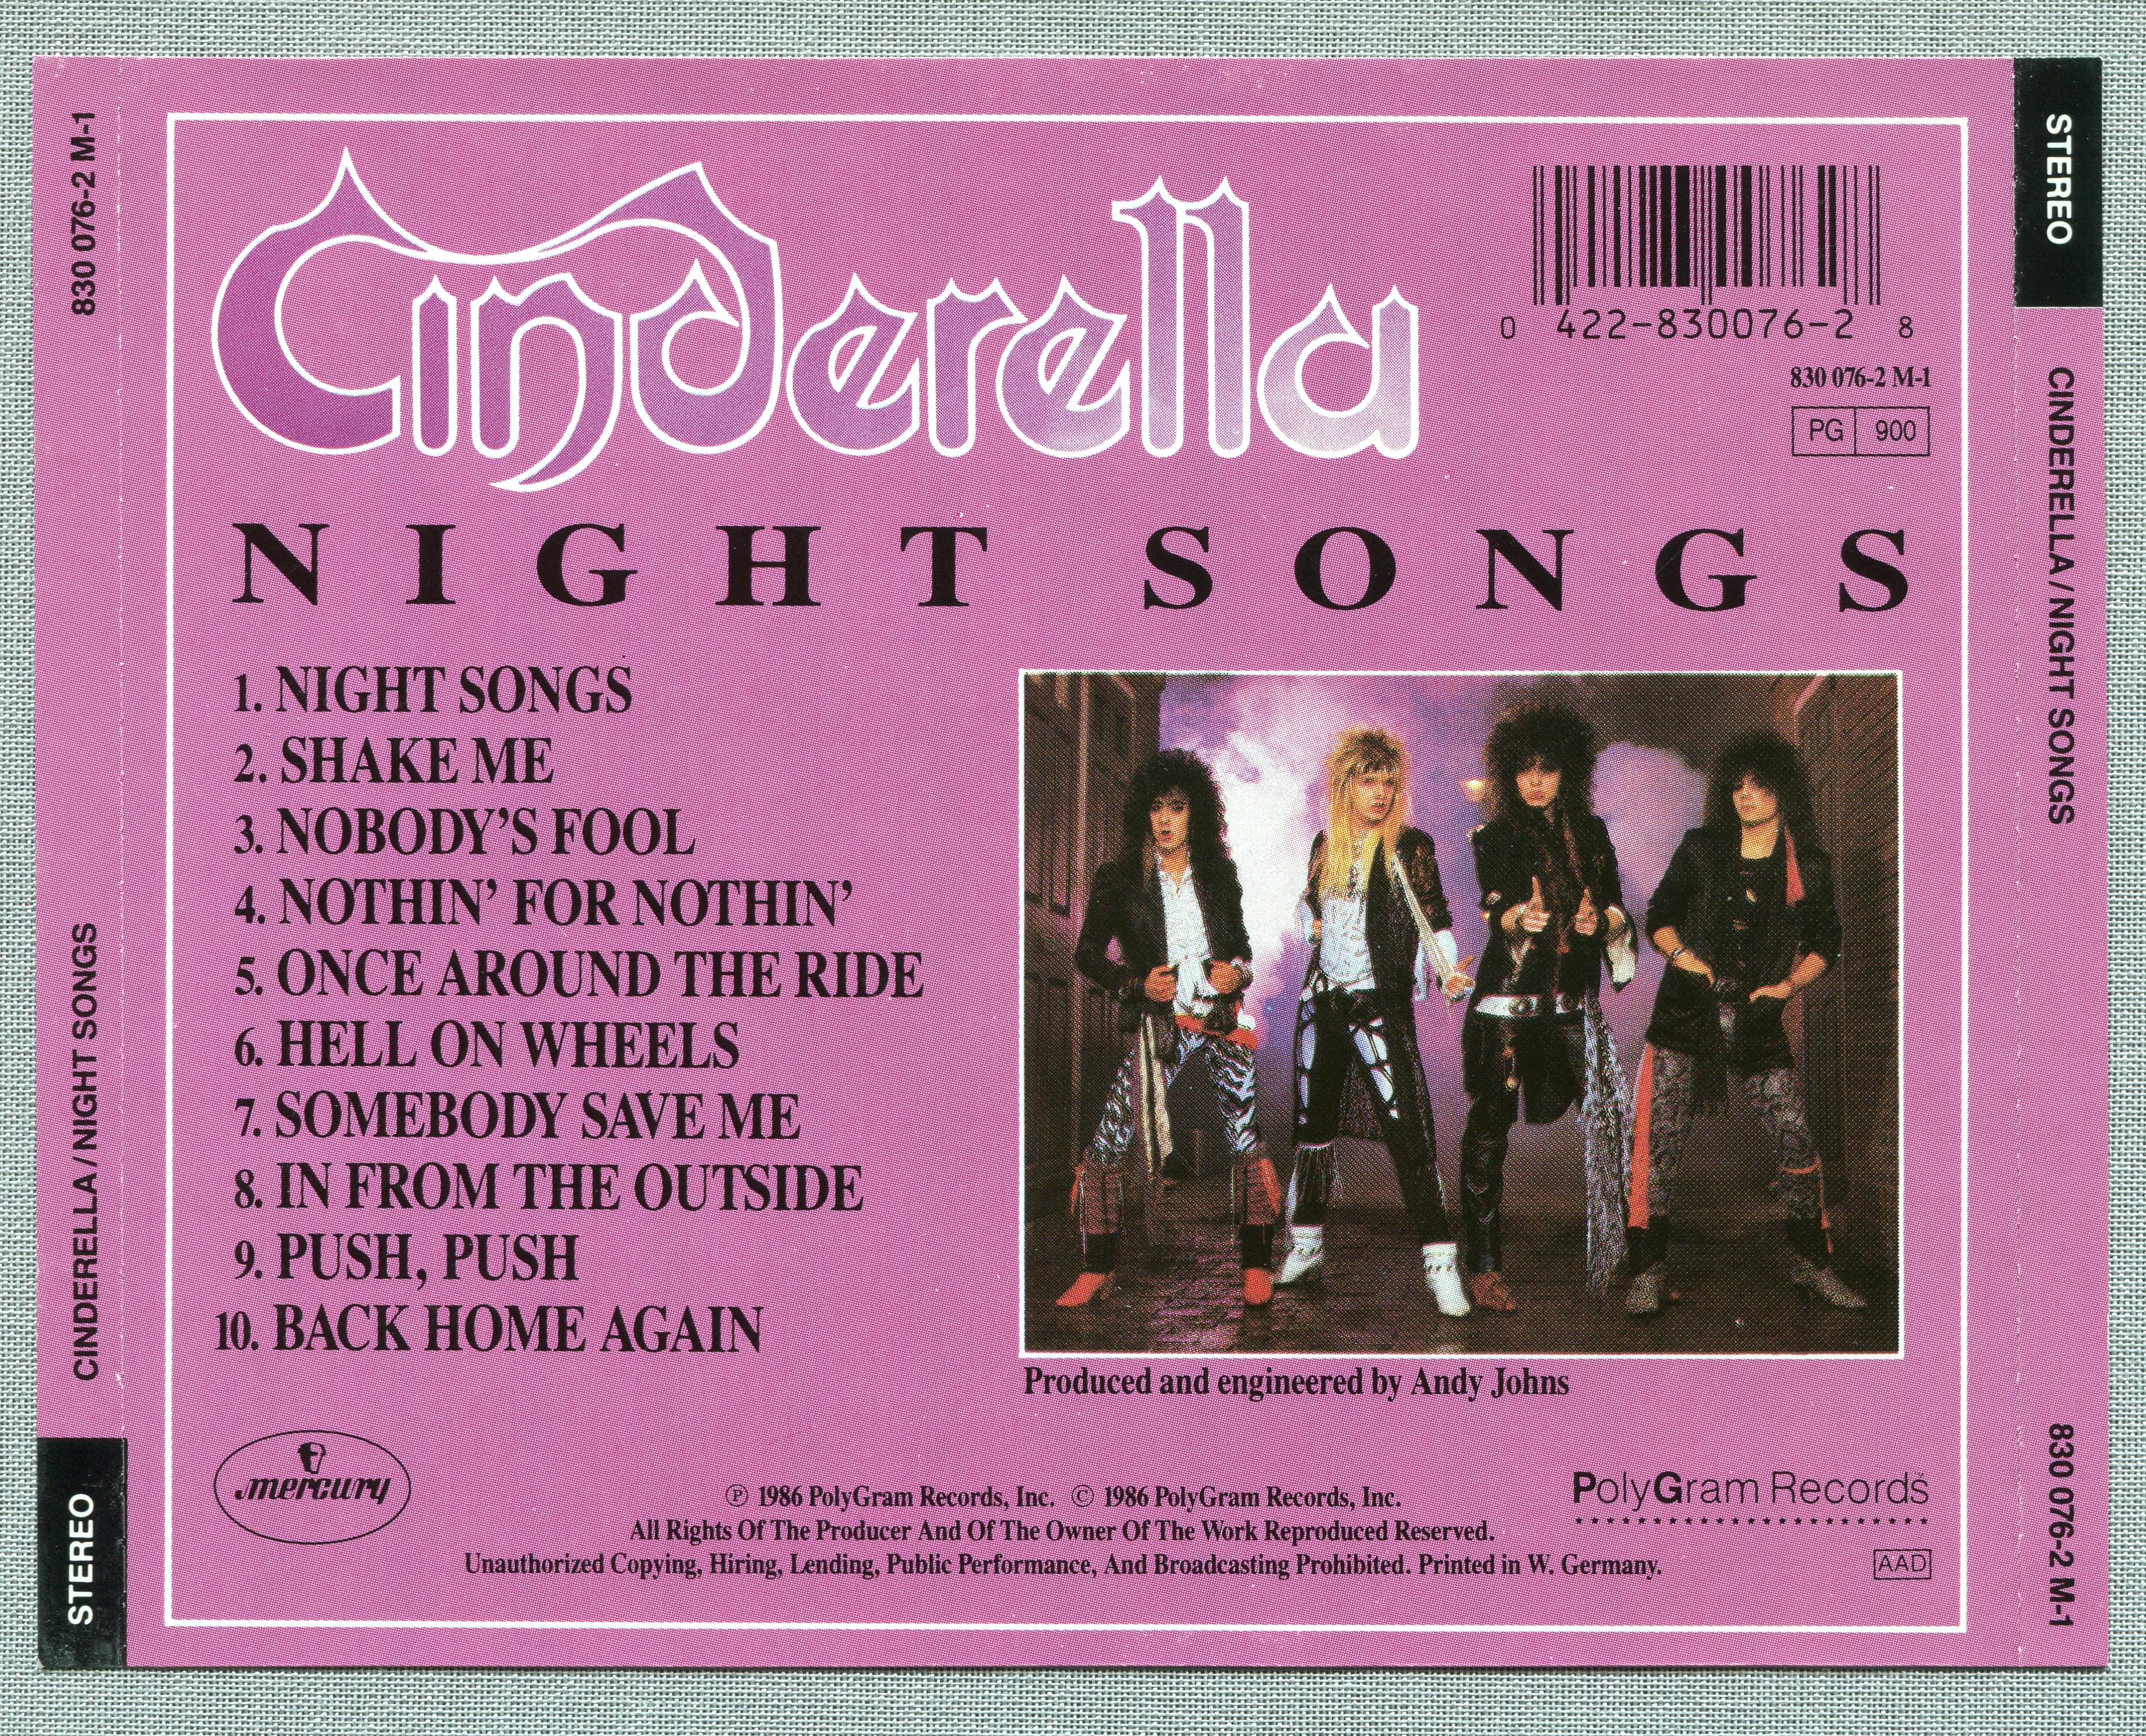 830 076-2 M-1
CINDERELLA/NIGHT SONGS
STEREO
Cinderella
0 422-830076-2 8
830 076-2 M-1
PG 900
NIGHT SONGS
1. NIGHT SONGS
2. SHAKE ME
3. NOBODY'S FOOL
4. NOTHIN' FOR NOTHIN'
5. ONCE AROUND THE RIDE
6. HELL ON WHEELS
7. SOMEBODY SAVE ME
8. IN FROM THE OUTSIDE
9. PUSH, PUSH
10. BACK HOME AGAIN
Produced and engineered by Andy Johns
mercury
℗ 1986 PolyGram Records, Inc. © 1986 PolyGram Records, Inc.
All Rights Of The Producer And Of The Owner Of The Work Reproduced Reserved.
Unauthorized Copying, Hiring, Lending, Public Performance, And Broadcasting Prohibited. Printed in W. Germany.
PolyGram Records
AAD
STEREO
CINDERELLA/NIGHT SONGS
830 076-2 M-1